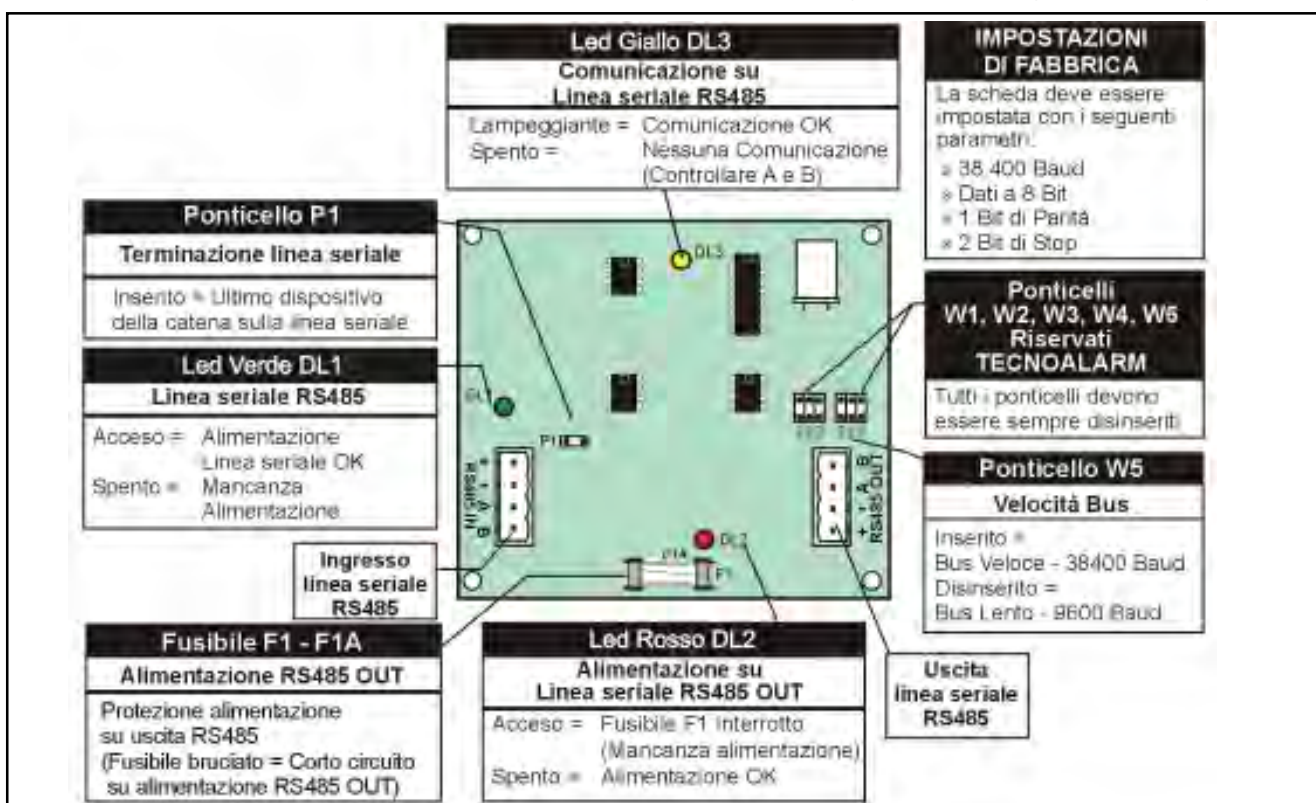 Led Giallo DL3
Comunicazione su
Linea seriale RS485
Lampeggiante = Comunicazione OK
Spento = Nessuna Comunicazione
(Controllare A e B)
IMPOSTAZIONI
DI FABBRICA
La scheda deve essere
impostata con i seguenti
parametri:
» 38.400 Baud
» Dati a 8 Bit
» 1 Bit di Parità
» 2 Bit di Stop
Ponticello P1
Terminazione linea seriale
Inserito = Ultimo dispositivo
della catena sulla linea seriale
Ponticelli
W1, W2, W3, W4, W6
Riservati
TECNOALARM
Tutti i ponticelli devono
essere sempre disinseriti
Led Verde DL1
Linea seriale RS485
Acceso = Alimentazione
Linea seriale OK
Spento = Mancanza
Alimentazione
Ponticello W5
Velocità Bus
Inserito =
Bus Veloce - 38400 Baud
Disinserito =
Bus Lento - 9600 Baud
DL3
DL1
P1
RS485 IN
+ - A B
RS485 OUT
+ - A B
DL2
F1A
F1
Ingresso
linea seriale
RS485
Fusibile F1 - F1A
Alimentazione RS485 OUT
Protezione alimentazione
su uscita RS485
(Fusibile bruciato = Corto circuito
su alimentazione RS485 OUT)
Led Rosso DL2
Alimentazione su
Linea seriale RS485 OUT
Acceso = Fusibile F1 Interrotto
(Mancanza alimentazione)
Spento = Alimentazione OK
Uscita
linea seriale
RS485